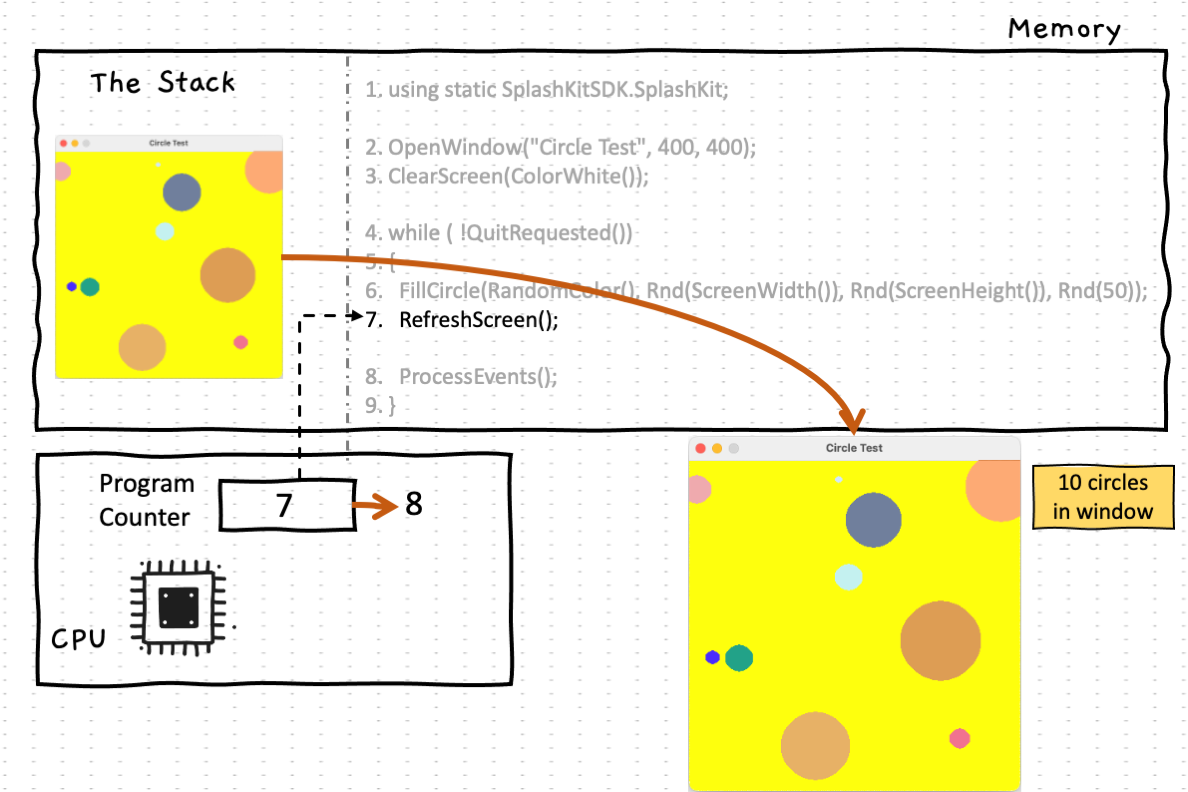 Memory
The Stack
Circle Test
1. using static SplashKitSDK.SplashKit;
2. OpenWindow("Circle Test", 400, 400);
3. ClearScreen(ColorWhite());
4. while ( !QuitRequested())
5. {
6. FillCircle(RandomColor(), Rnd(ScreenWidth()), Rnd(ScreenHeight()), Rnd(50));
7. RefreshScreen();
8. ProcessEvents();
9. }
Program
Counter
7
8
CPU
Circle Test
10 circles
in window